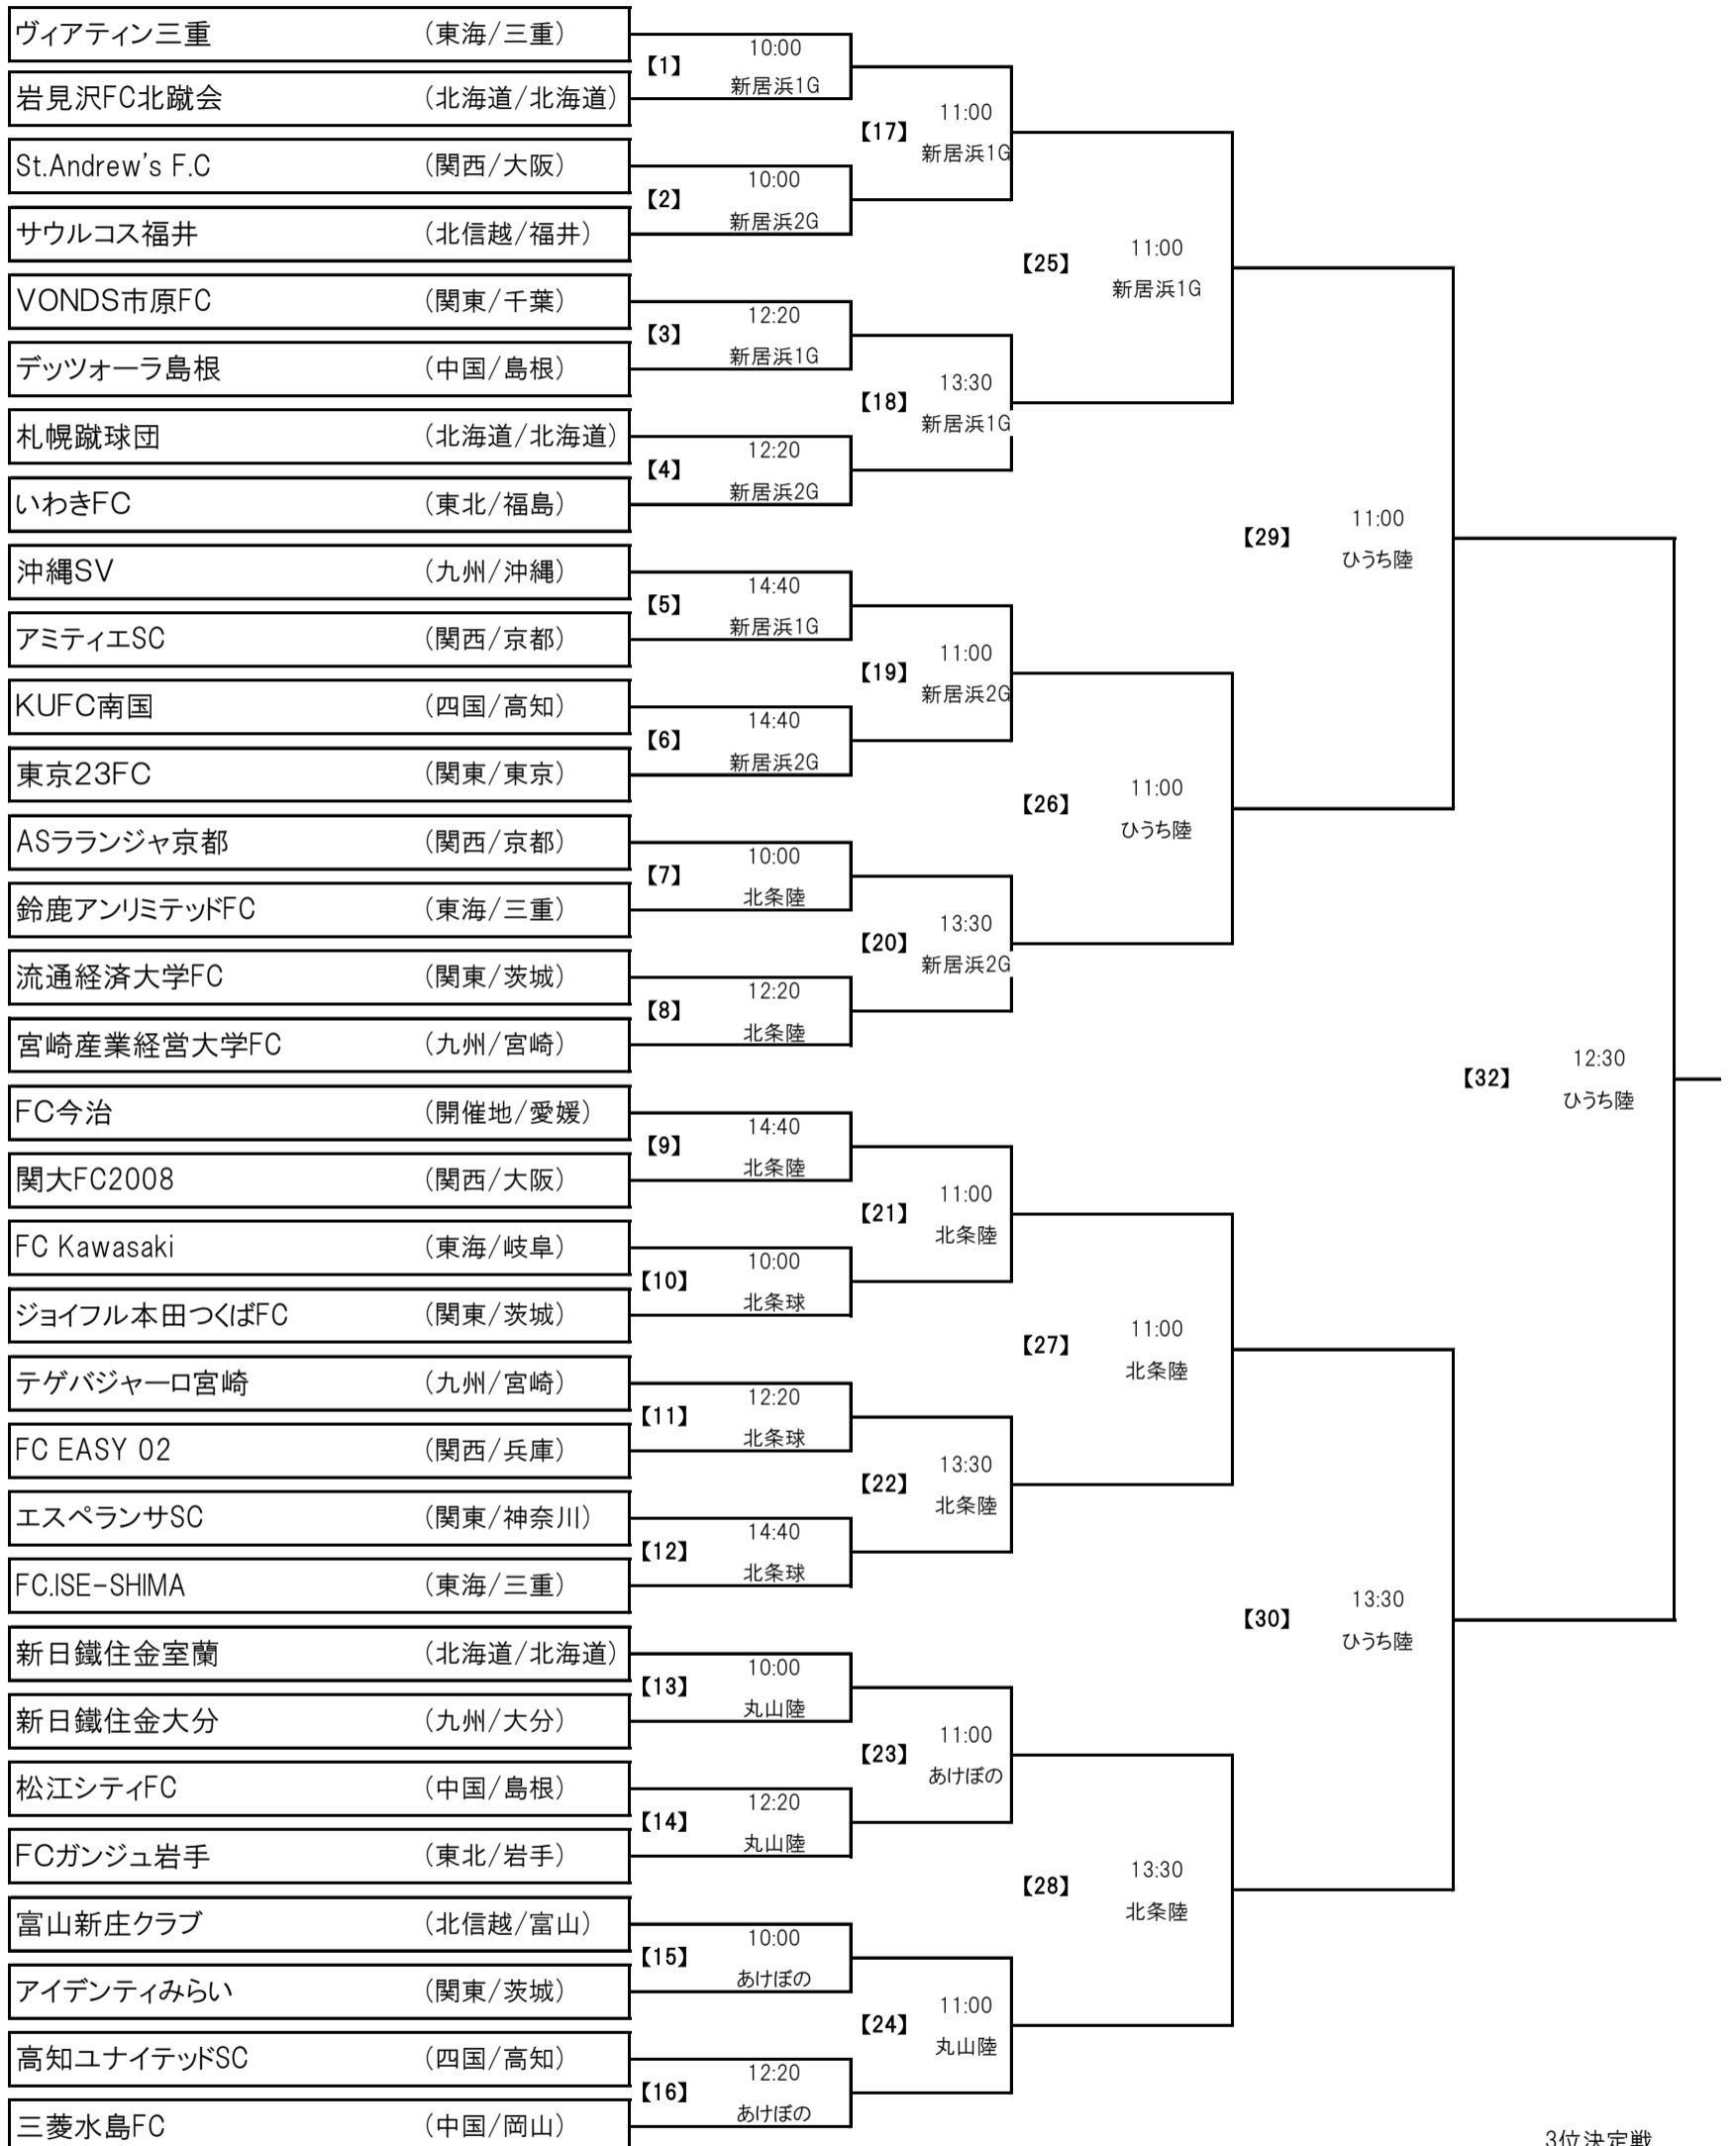 ヴィアティン三重 （東海/三重）
【1】 10:00
新居浜1G
岩見沢FC北蹴会 （北海道/北海道）
【17】 11:00
新居浜1G
St.Andrew's F.C （関西/大阪）
【2】 10:00
新居浜2G
サウルコス福井 （北信越/福井）
【25】 11:00
新居浜1G
VONDS市原FC （関東/千葉）
【3】 12:20
新居浜1G
デッツォーラ島根 （中国/島根）
【18】 13:30
新居浜1G
札幌蹴球団 （北海道/北海道）
【4】 12:20
新居浜2G
いわきFC （東北/福島）
【29】 11:00
ひうち陸
沖縄SV （九州/沖縄）
【5】 14:40
新居浜1G
アミティエSC （関西/京都）
【19】 11:00
新居浜2G
KUFC南国 （四国/高知）
【6】 14:40
新居浜2G
東京23FC （関東/東京）
【26】 11:00
ひうち陸
ASラランジャ京都 （関西/京都）
【7】 10:00
北条陸
鈴鹿アンリミテッドFC （東海/三重）
【20】 13:30
新居浜2G
流通経済大学FC （関東/茨城）
【8】 12:20
北条陸
宮崎産業経営大学FC （九州/宮崎）
【32】 12:30
ひうち陸
FC今治 （開催地/愛媛）
【9】 14:40
北条陸
関大FC2008 （関西/大阪）
【21】 11:00
北条陸
FC Kawasaki （東海/岐阜）
【10】 10:00
北条球
ジョイフル本田つくばFC （関東/茨城）
【27】 11:00
北条陸
テゲバジャーロ宮崎 （九州/宮崎）
【11】 12:20
北条球
FC EASY 02 （関西/兵庫）
【22】 13:30
北条陸
エスペランサSC （関東/神奈川）
【12】 14:40
北条球
FC.ISE-SHIMA （東海/三重）
【30】 13:30
ひうち陸
新日鐵住金室蘭 （北海道/北海道）
【13】 10:00
丸山陸
新日鐵住金大分 （九州/大分）
【23】 11:00
あけぼの
松江シティFC （中国/島根）
【14】 12:20
丸山陸
FCガンジュ岩手 （東北/岩手）
【28】 13:30
北条陸
富山新庄クラブ （北信越/富山）
【15】 10:00
あけぼの
アイデンティみらい （関東/茨城）
【24】 11:00
丸山陸
高知ユナイテッドSC （四国/高知）
【16】 12:20
あけぼの
三菱水島FC （中国/岡山）
3位決定戦